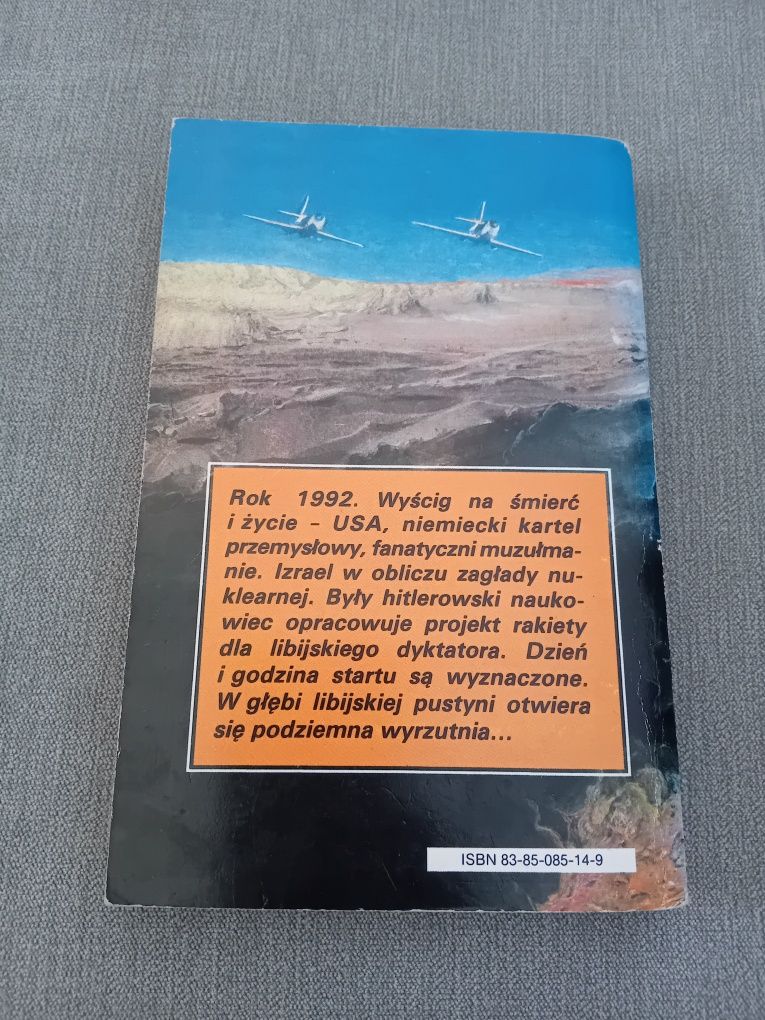 Rok 1992. Wyścig na śmierć
i życie – USA, niemiecki kartel
przemysłowy, fanatyczni muzułma-
nie. Izrael w obliczu zagłady nu-
klearnej. Były hitlerowski nauko-
wiec opracowuje projekt rakiety
dla libijskiego dyktatora. Dzień
i godzina startu są wyznaczone.
W głębi libijskiej pustyni otwiera
się podziemna wyrzutnia...
ISBN 83-85-085-14-9